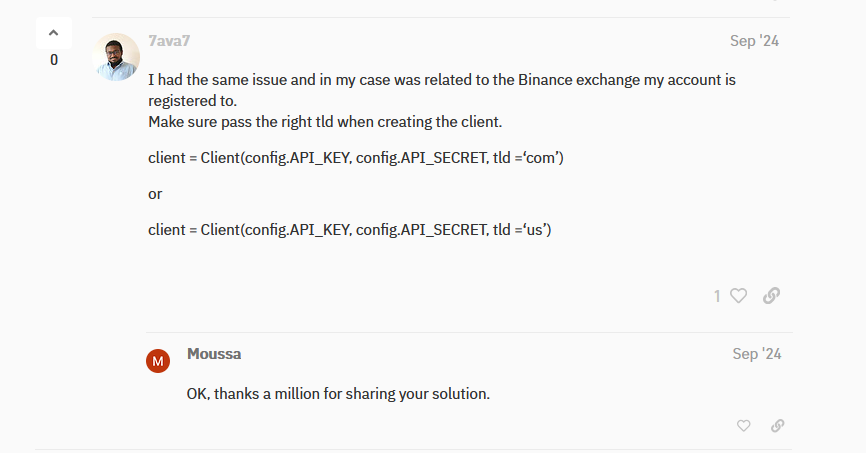 0
7ava7
Sep '24
I had the same issue and in my case was related to the Binance exchange my account is
registered to.
Make sure pass the right tld when creating the client.
client = Client(config.API_KEY, config.API_SECRET, tld =‘com’)
or
client = Client(config.API_KEY, config.API_SECRET, tld =‘us’)
1
M
Moussa
Sep '24
OK, thanks a million for sharing your solution.